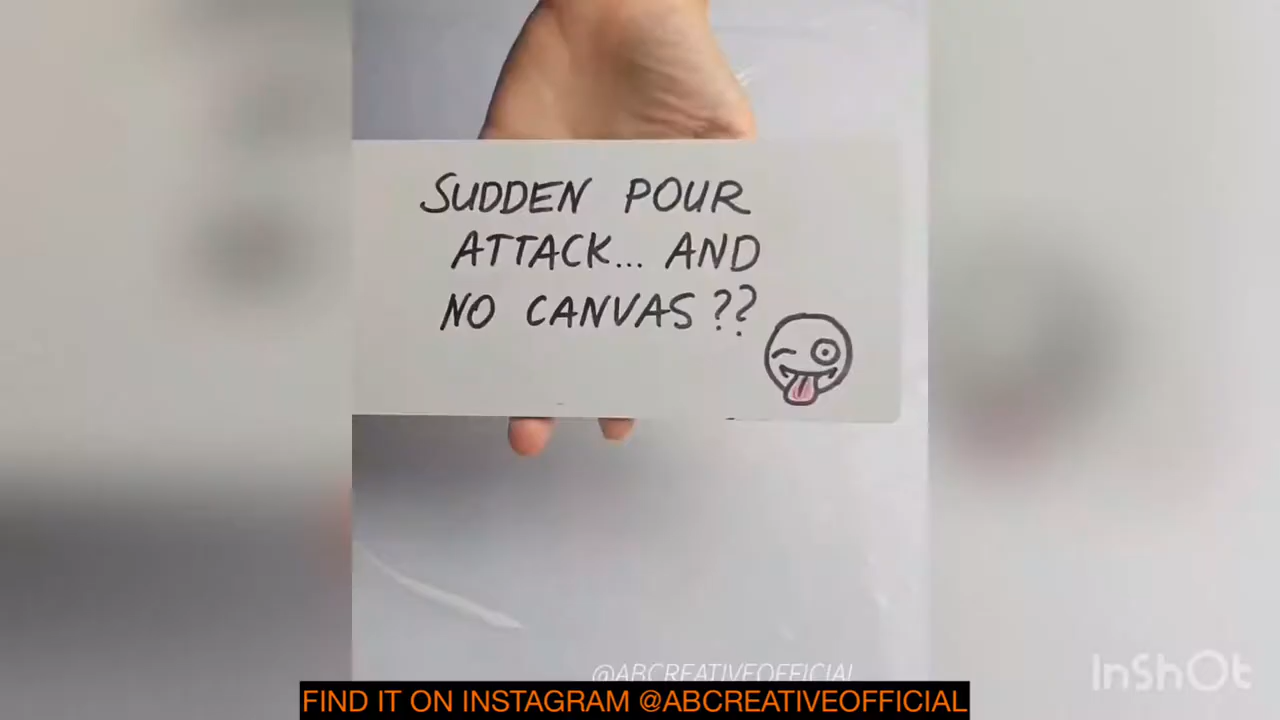 SUDDEN POUR
ATTACK... AND
NO CANVAS ??
@ABCREATIVEOFFICIAL
InShOt
FIND IT ON INSTAGRAM @ABCREATIVEOFFICIAL